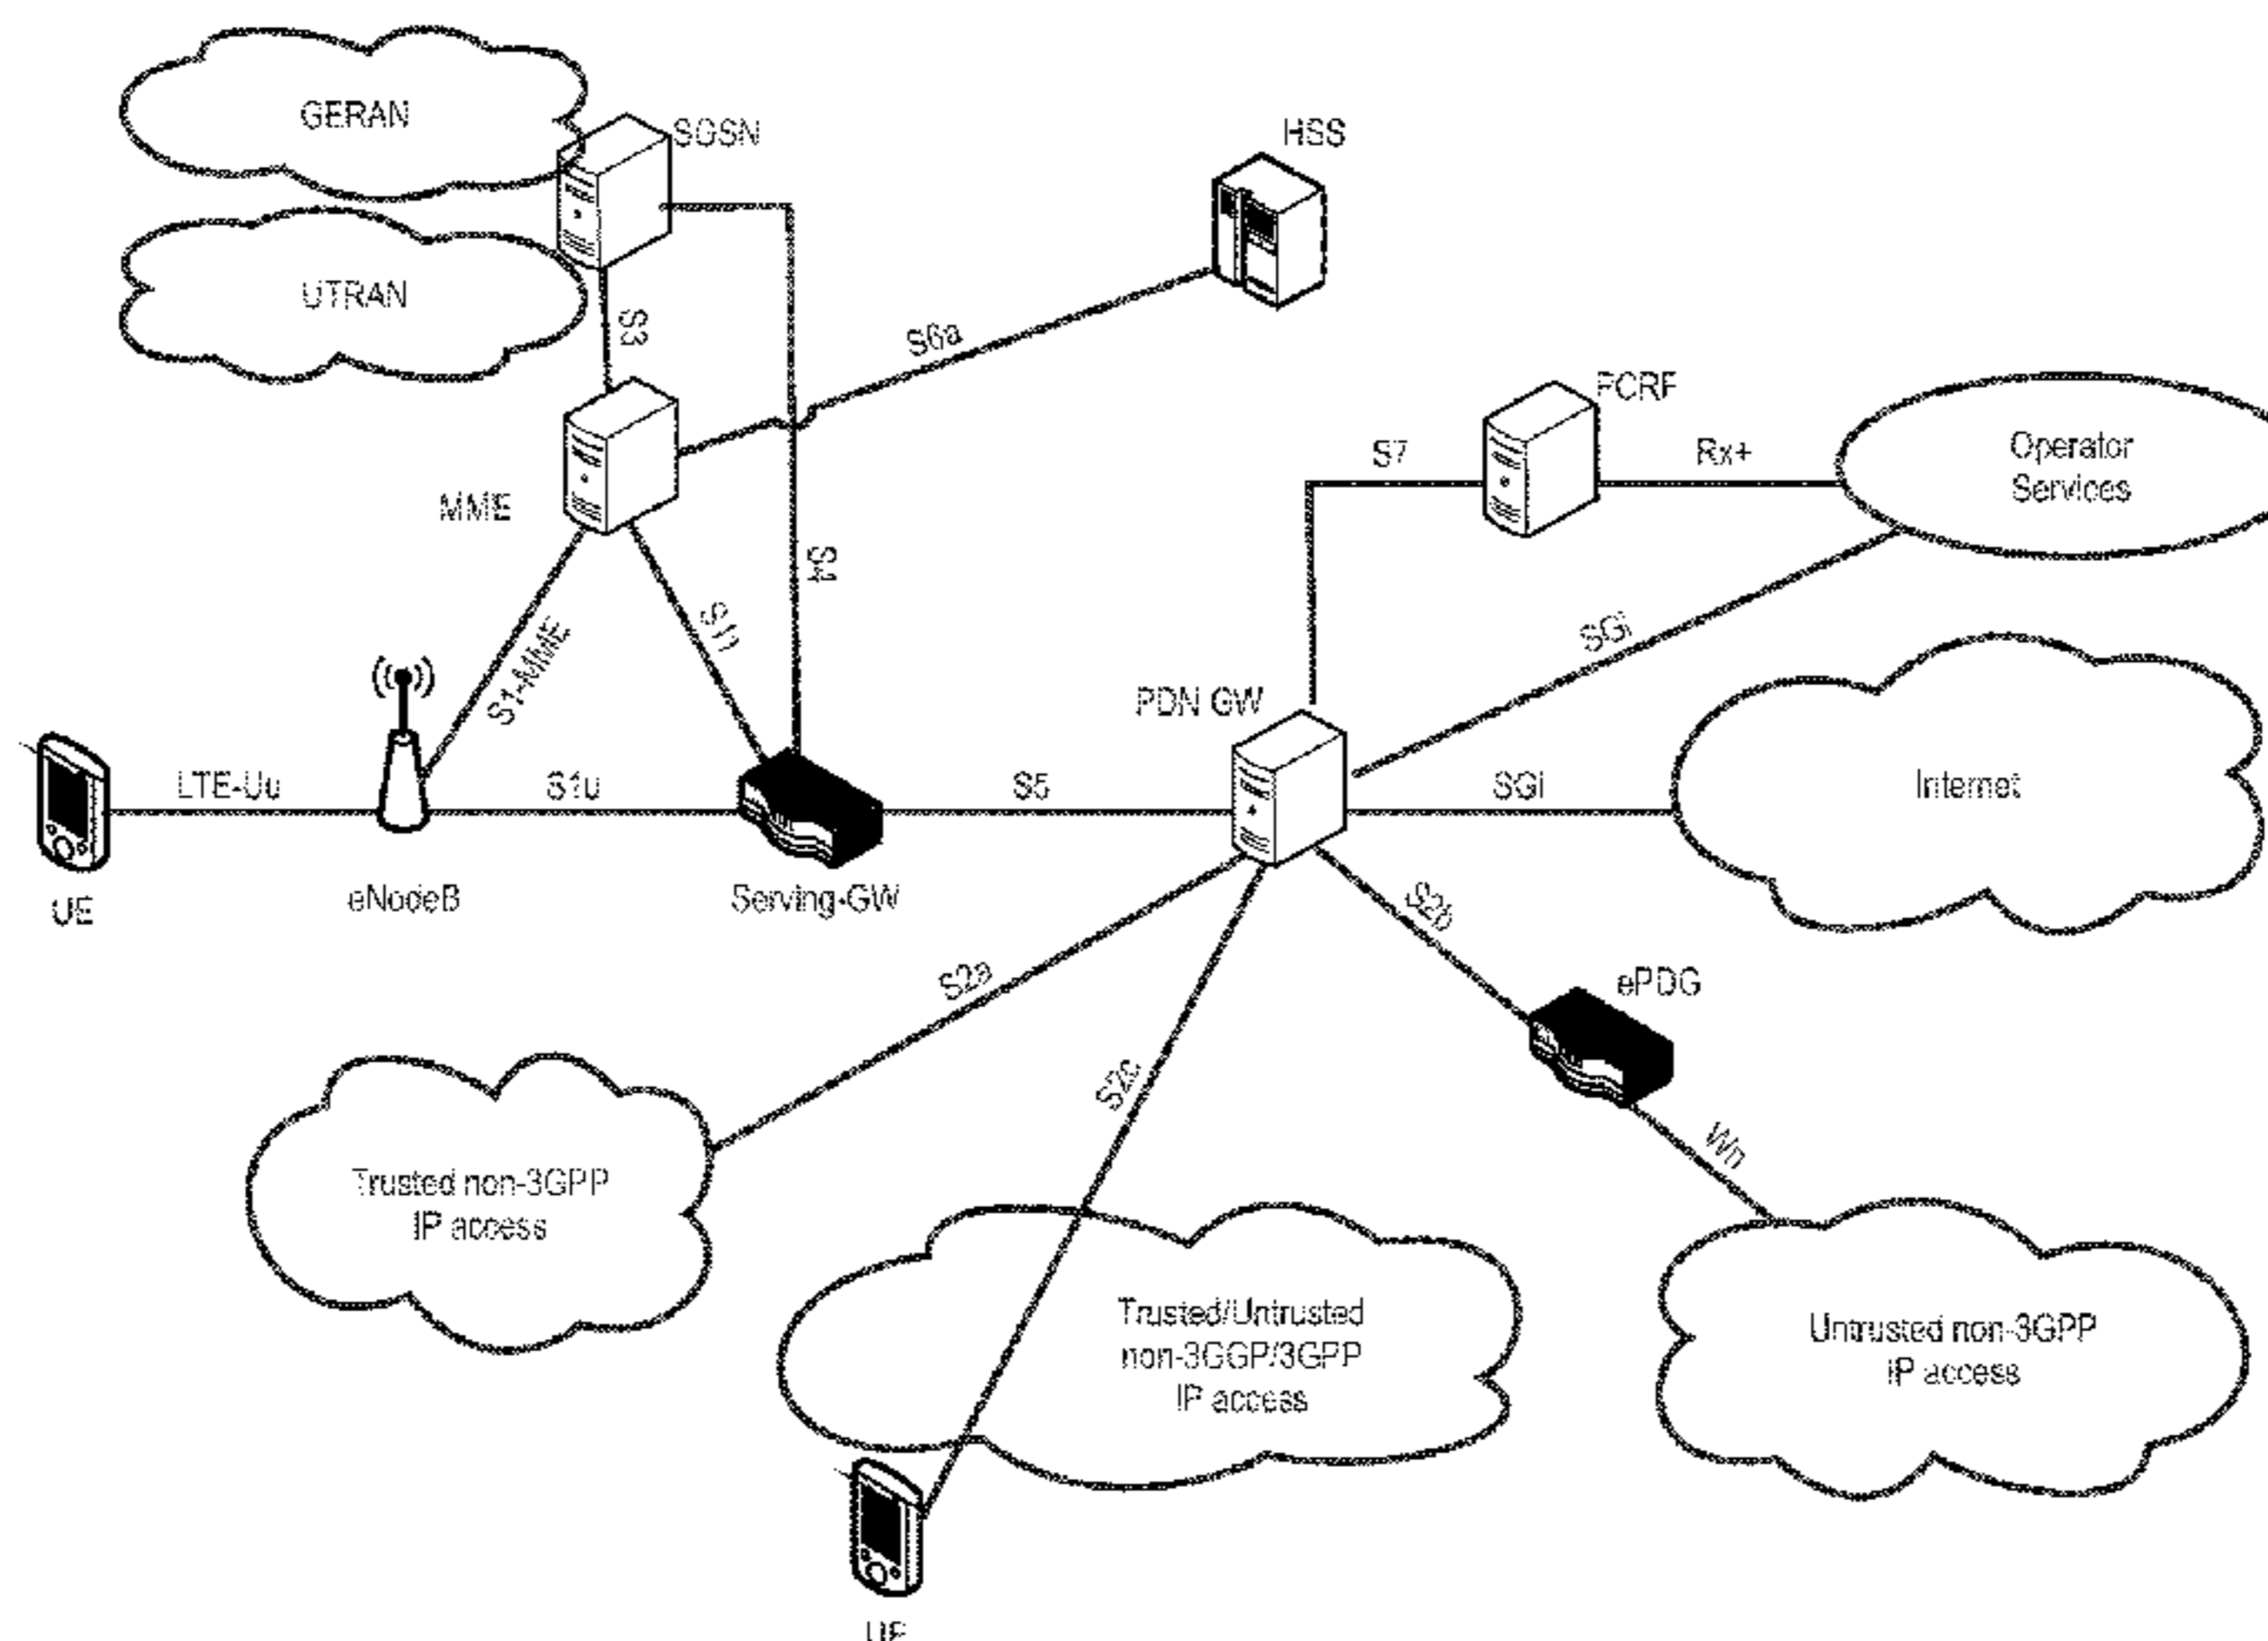 GERAN
SGSN
HSS
UTRAN
S3
S6a
PCRF
Operator
Services
S7
Rx+
MME
S4
S11
S1-MME
SGi
PDN GW
LTE-Uu
S1u
S5
SGi
Internet
UE
eNodeB
Serving-GW
S2b
S2a
ePDG
S2c
Wn
Trusted non-3GPP
IP access
Trusted/Untrusted
non-3GGP/3GPP
IP access
Untrusted non-3GPP
IP access
UE